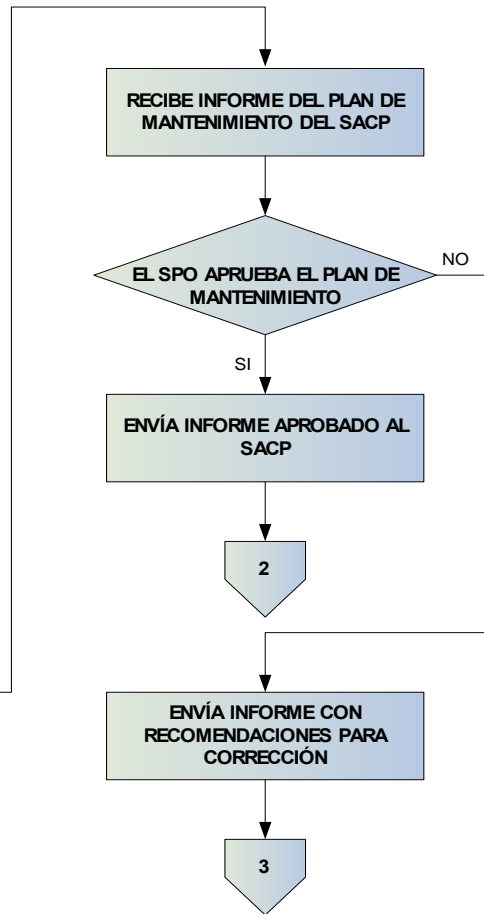 RECIBE INFORME DEL PLAN DE
MANTENIMIENTO DEL SACP
EL SPO APRUEBA EL PLAN DE
MANTENIMIENTO
NO
SI
ENVÍA INFORME APROBADO AL
SACP
2
ENVÍA INFORME CON
RECOMENDACIONES PARA
CORRECCIÓN
3